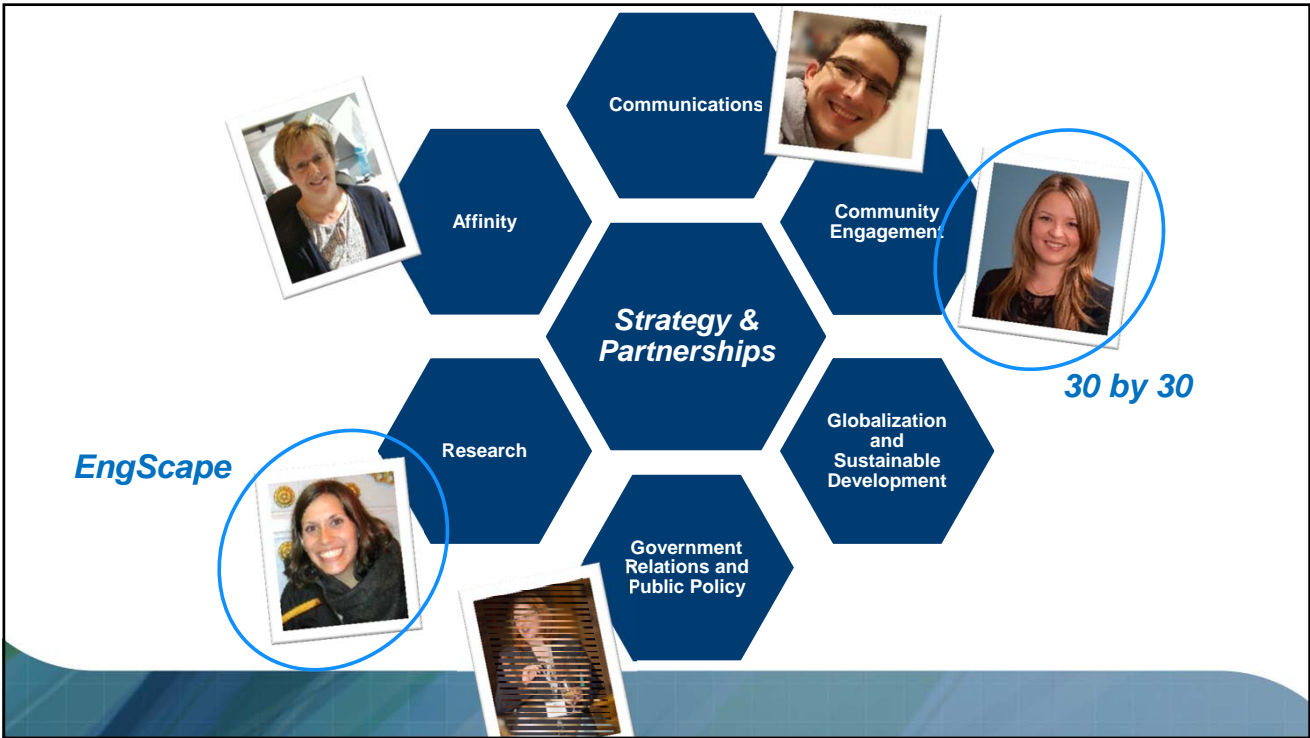 Communications
Affinity
Community
Engagement
Strategy &
Partnerships
30 by 30
Globalization
and
Sustainable
Development
Research
EngScape
Government
Relations and
Public Policy